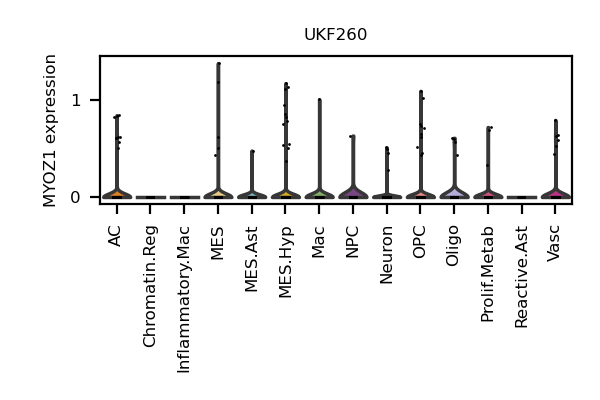 UKF260
MYOZ1 expression
1
0
AC
Chromatin.Reg
Inflammatory.Mac
MES
MES.Ast
MES.Hyp
Mac
NPC
Neuron
OPC
Oligo
Prolif.Metab
Reactive.Ast
Vasc